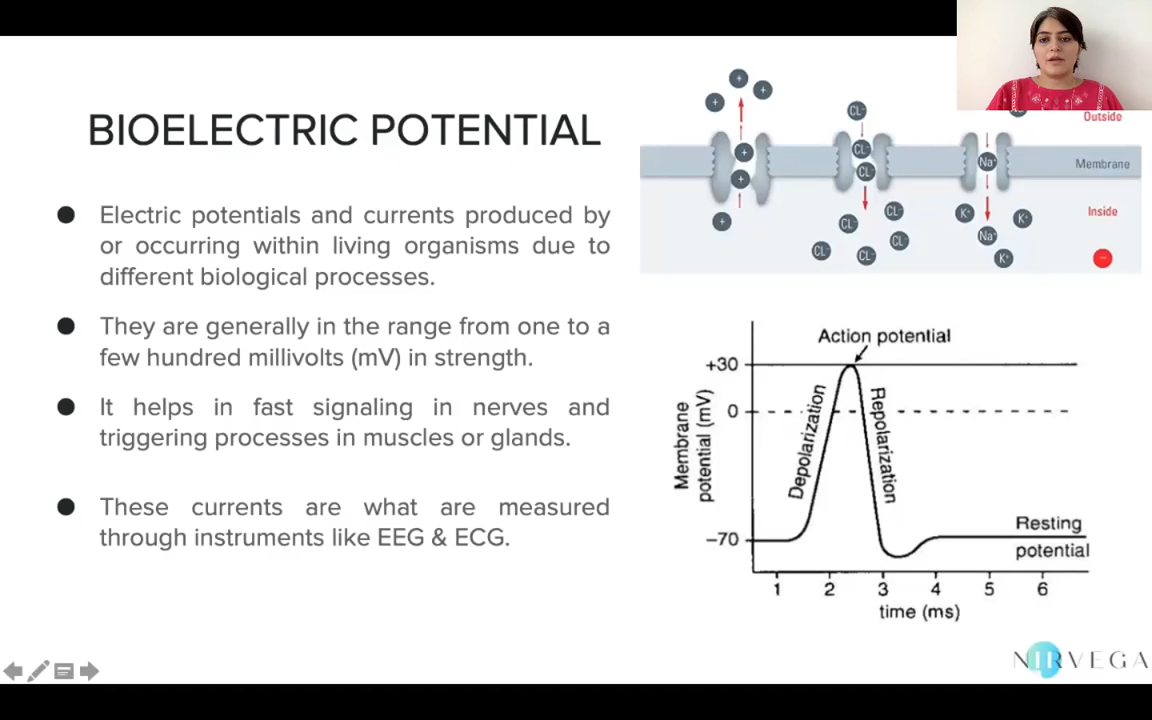 BIOELECTRIC POTENTIAL
● Electric potentials and currents produced by
or occurring within living organisms due to
different biological processes.
● They are generally in the range from one to a
few hundred millivolts (mV) in strength.
● It helps in fast signaling in nerves and
triggering processes in muscles or glands.
● These currents are what are measured
through instruments like EEG & ECG.
+ + +
+
+
+
CL⁻
CL⁻
CL⁻
CL⁻ CL⁻
CL⁻ CL⁻ CL⁻
Na⁺
K⁺ K⁺
Na⁺
K⁺
Outside
Membrane
Inside
−
Action potential
+30
0
−70
Membrane
potential (mV)
Depolarization
Repolarization
Resting
potential
1 2 3 4 5 6
time (ms)
NIRVEGA